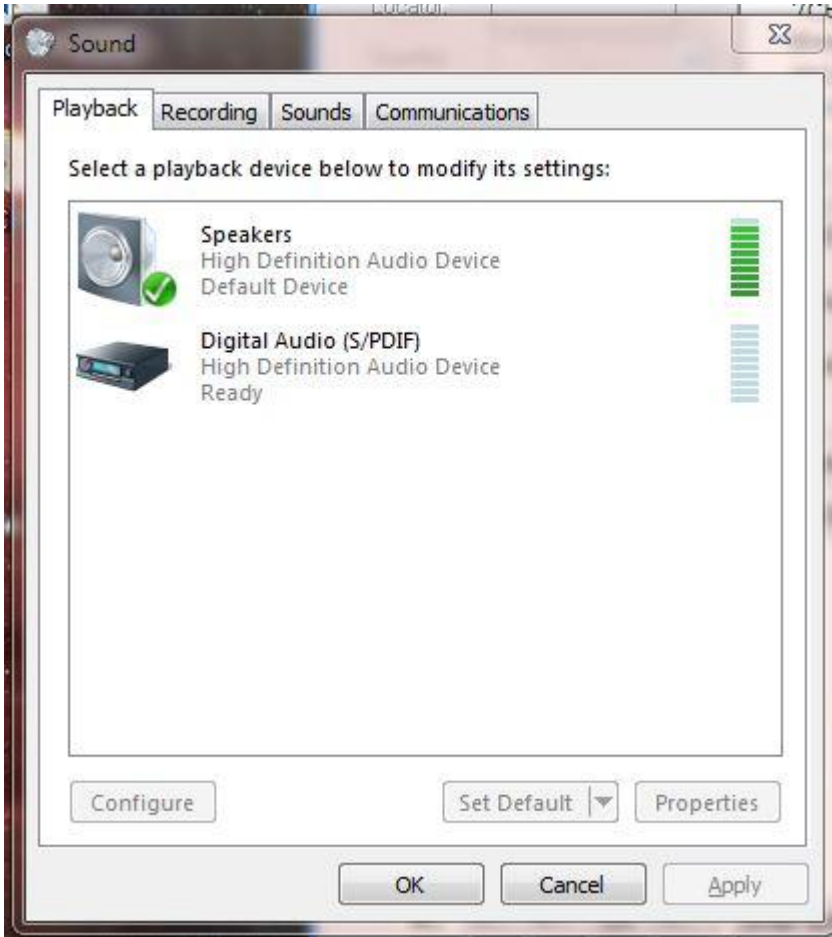 Sound
Playback
Recording
Sounds
Communications
Select a playback device below to modify its settings:
Speakers
High Definition Audio Device
Default Device
Digital Audio (S/PDIF)
High Definition Audio Device
Ready
Configure
Set Default
Properties
OK
Cancel
Apply